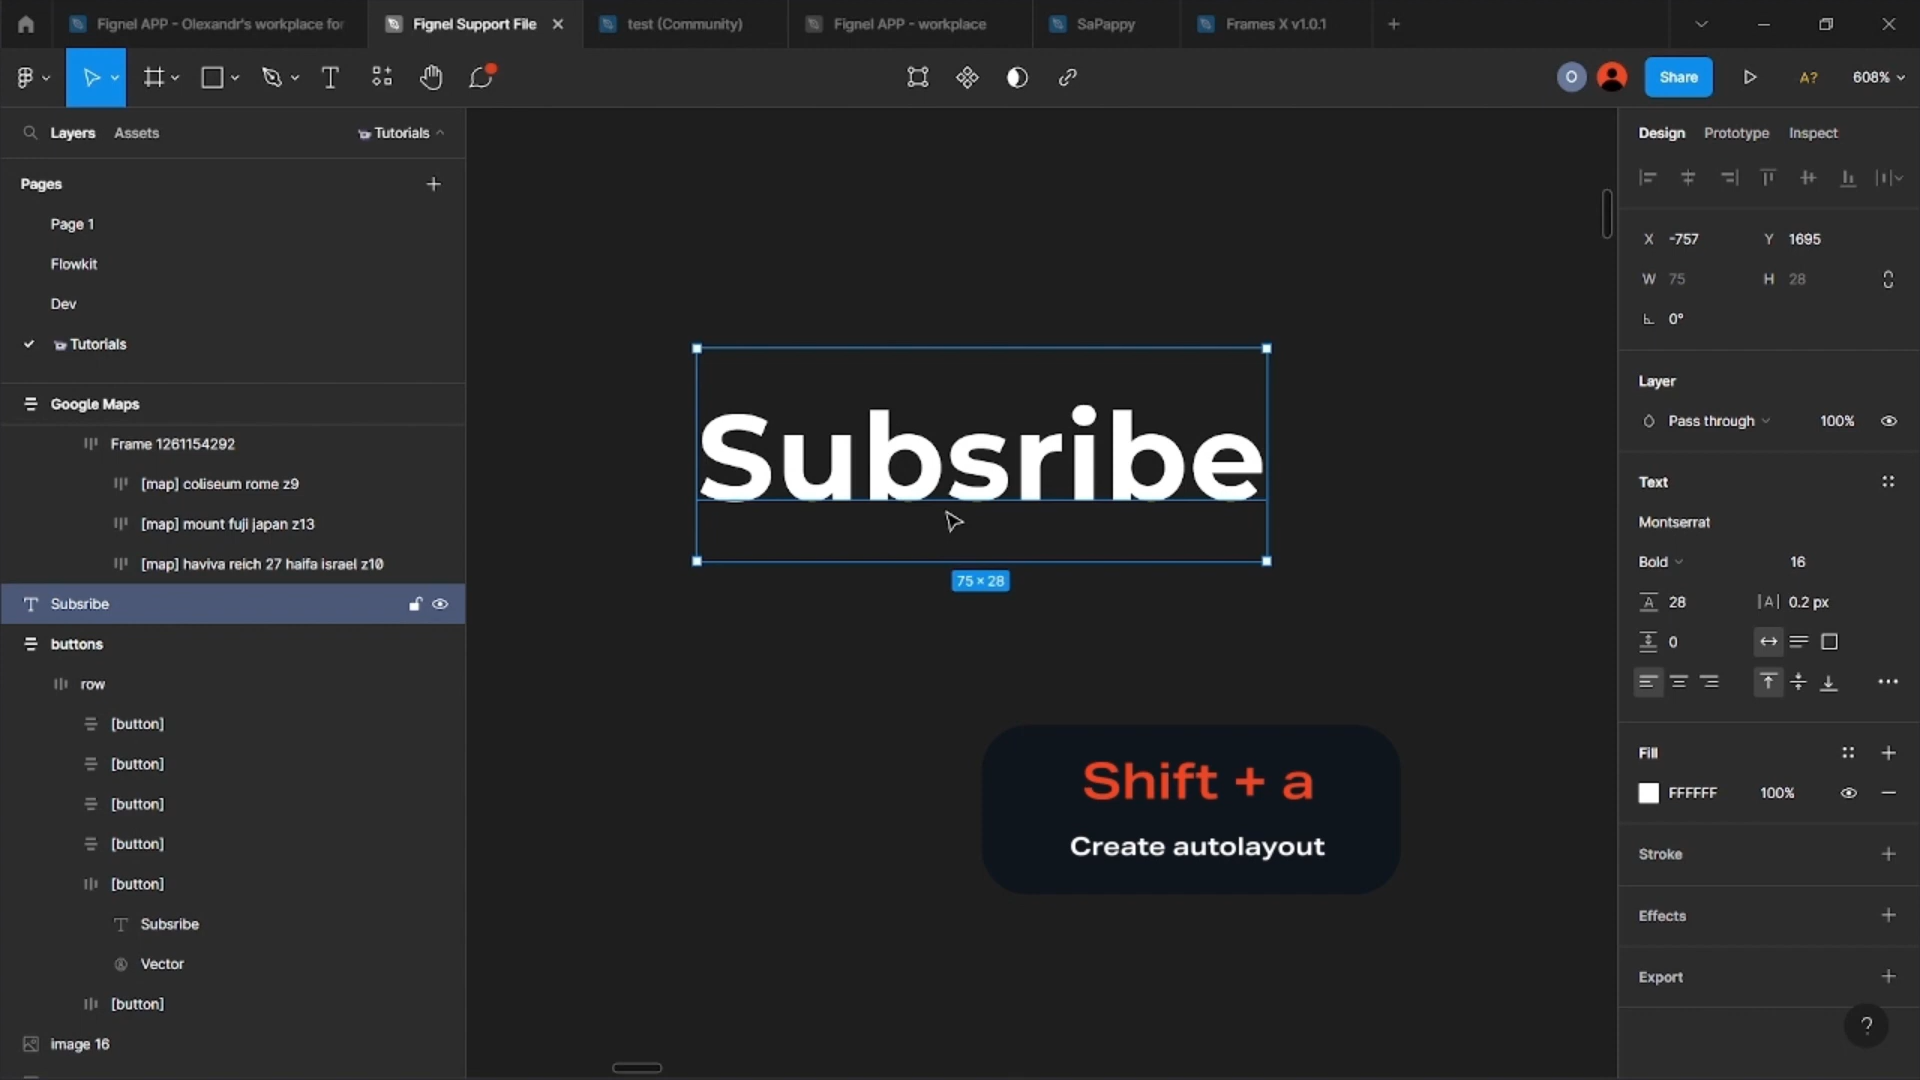 Fignel APP - Olexandr's workplace for
Fignel Support File
test (Community)
Fignel APP - workplace
SaPappy
Frames X v1.0.1
O
Share
A?
608%
Layers
Assets
Tutorials
Pages
Page 1
Flowkit
Dev
Tutorials
Google Maps
Frame 1261154292
[map] coliseum rome z9
[map] mount fuji japan z13
[map] haviva reich 27 haifa israel z10
Subsribe
buttons
row
[button]
[button]
[button]
[button]
[button]
Subsribe
Vector
[button]
image 16
Subsribe
75 × 28
Shift + a
Create autolayout
Design
Prototype
Inspect
X -757
Y 1695
W 75
H 28
0°
Layer
Pass through
100%
Text
Montserrat
Bold
16
28
0.2 px
0
Fill
FFFFFF
100%
Stroke
Effects
Export
?